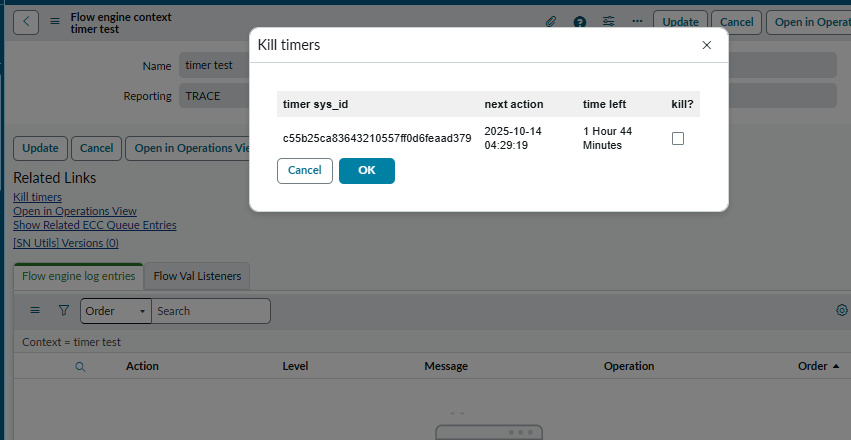 Flow engine context
timer test
Update
Cancel
Open in Operat
Name
timer test
Reporting
TRACE
Kill timers
timer sys_id next action time left kill?
c55b25ca83643210557ff0d6feaad379
2025-10-14
04:29:19
1 Hour 44
Minutes
Cancel
OK
Update
Cancel
Open in Operations Vie
Related Links
Kill timers
Open in Operations View
Show Related ECC Queue Entries
[SN Utils] Versions (0)
Flow engine log entries
Flow Val Listeners
Order
Search
Context = timer test
Action Level Message Operation Order